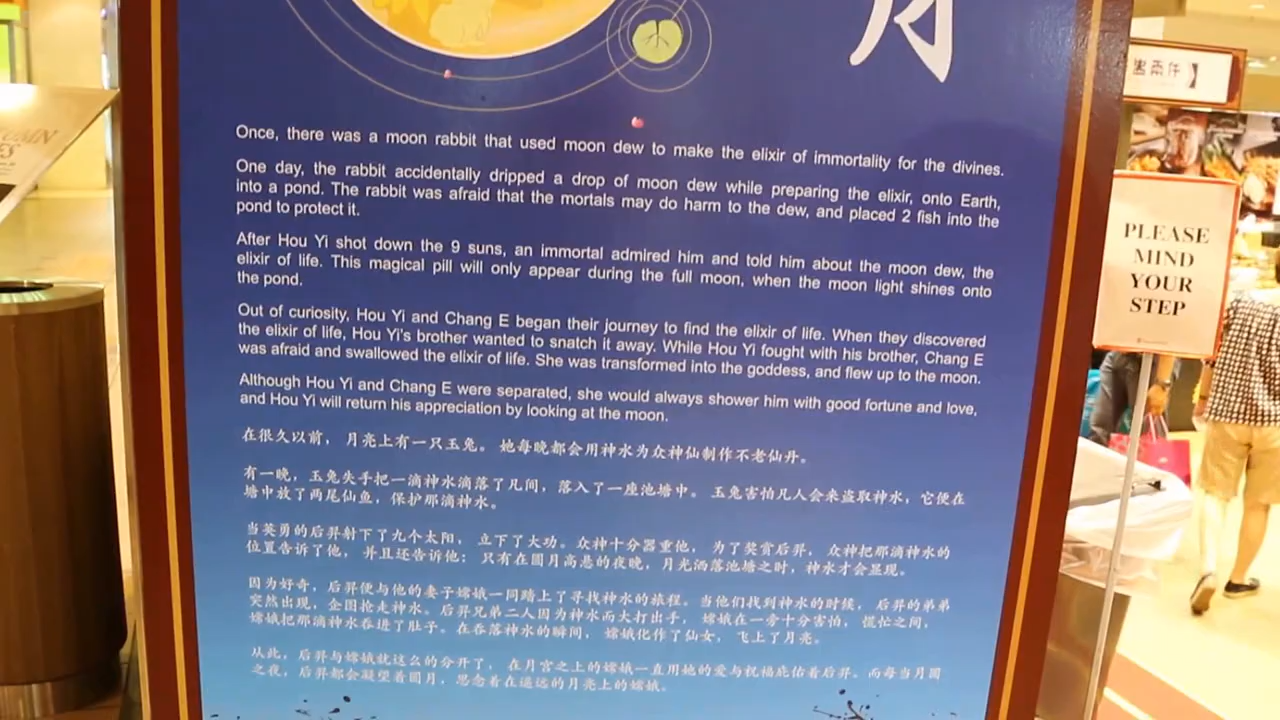 月
Once, there was a moon rabbit that used moon dew to make the elixir of immortality for the divines.
One day, the rabbit accidentally dripped a drop of moon dew while preparing the elixir, onto Earth,
into a pond. The rabbit was afraid that the mortals may do harm to the dew, and placed 2 fish into the
pond to protect it.
After Hou Yi shot down the 9 suns, an immortal admired him and told him about the moon dew, the
elixir of life. This magical pill will only appear during the full moon, when the moon light shines onto
the pond.
Out of curiosity, Hou Yi and Chang E began their journey to find the elixir of life. When they discovered
the elixir of life, Hou Yi's brother wanted to snatch it away. While Hou Yi fought with his brother, Chang E
was afraid and swallowed the elixir of life. She was transformed into the goddess, and flew up to the moon.
Although Hou Yi and Chang E were separated, she would always shower him with good fortune and love,
and Hou Yi will return his appreciation by looking at the moon.
在很久以前，月亮上有一只玉兔。她每晚都会用神水为众神仙制作不老仙丹。
有一晚，玉兔失手把一滴神水滴落了凡间，落入了一座池塘中。玉兔害怕凡人会来盗取神水，它便在
塘中放了两尾仙鱼，保护那滴神水。
当英勇的后羿射下了九个太阳，立下了大功。众神十分器重他，为了奖赏后羿，众神把那滴神水的
位置告诉了他，并且还告诉他：只有在圆月高悬的夜晚，月光洒落池塘之时，神水才会显现。
因为好奇，后羿便与他的妻子嫦娥一同踏上了寻找神水的旅程。当他们找到神水的时候，后羿的弟弟
突然出现，企图抢走神水。后羿兄弟二人因为神水而大打出手，嫦娥在一旁十分害怕，慌忙之间，
嫦娥把那滴神水吞进了肚子。在吞落神水的瞬间，嫦娥化作了仙女，飞上了月亮。
从此，后羿与嫦娥就这么的分开了，在月宫之上的嫦娥一直用她的爱与祝福庇佑着后羿。而每当月圆
之夜，后羿都会凝望着圆月，思念着在遥远的月亮上的嫦娥。
PLEASE
MIND
YOUR
STEP